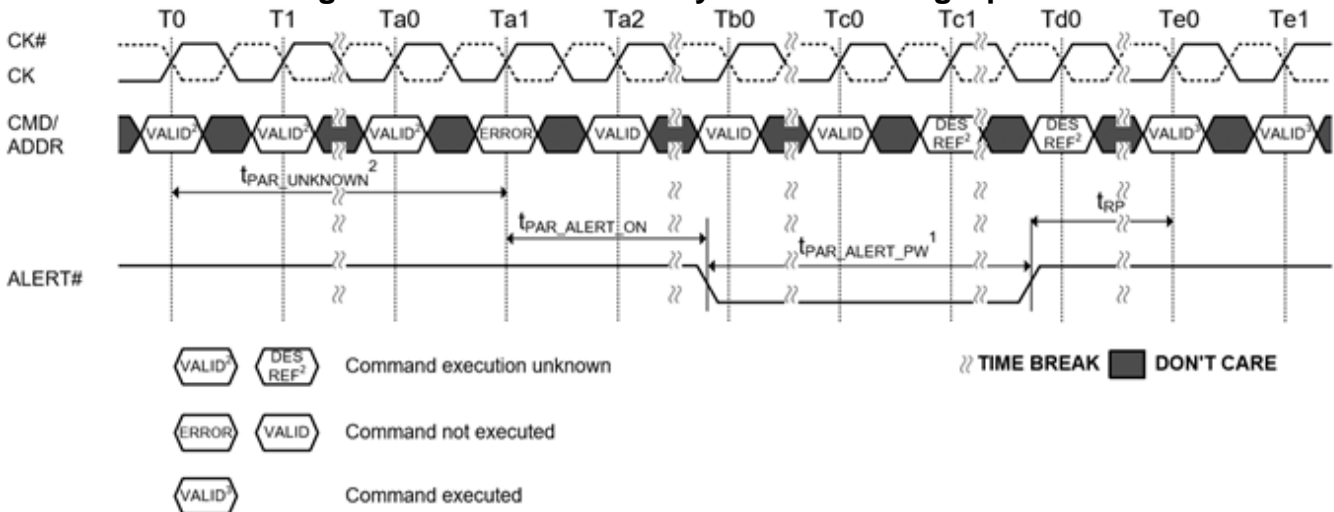 T0 T1 Ta0 Ta1 Ta2 Tb0 Tc0 Tc1 Td0 Te0 Te1
CK#
CK
CMD/
ADDR
VALID² VALID² VALID² ERROR VALID VALID VALID DES REF² DES REF² VALID³ VALID³
tPAR_UNKNOWN²
tRP
tPAR_ALERT_ON
tPAR_ALERT_PW¹
ALERT#
VALID² DES REF² Command execution unknown
TIME BREAK DON'T CARE
ERROR VALID Command not executed
VALID³ Command executed